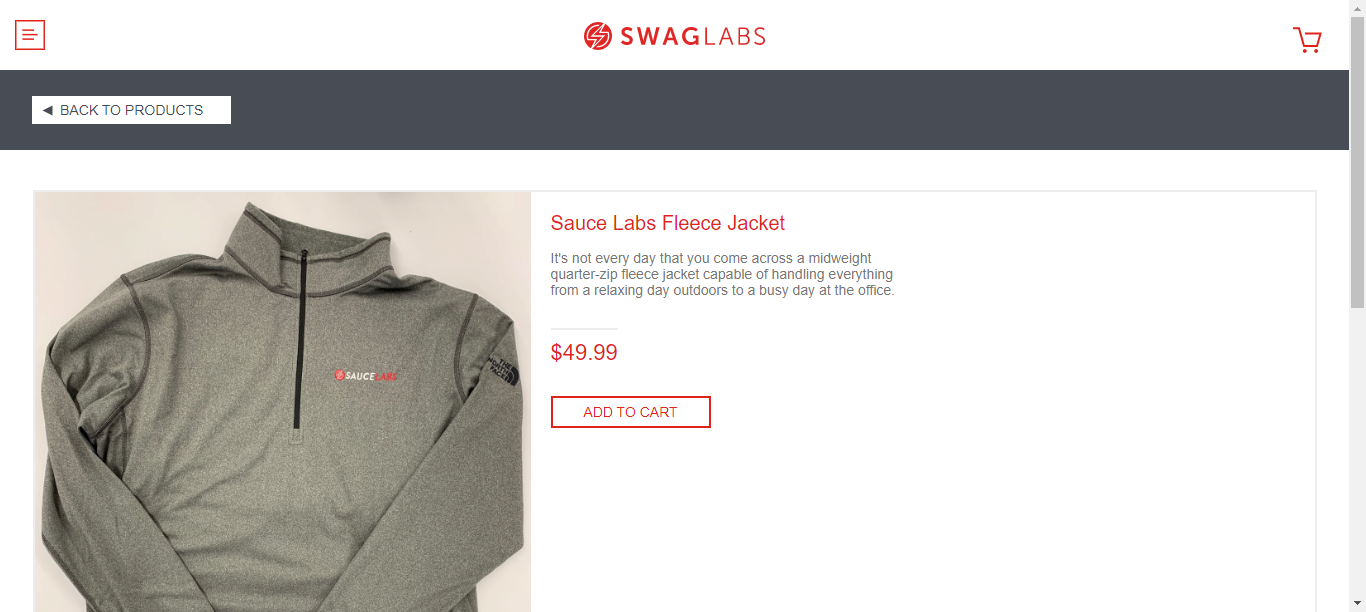 SWAGLABS
◄ BACK TO PRODUCTS
Sauce Labs Fleece Jacket
It's not every day that you come across a midweight
quarter-zip fleece jacket capable of handling everything
from a relaxing day outdoors to a busy day at the office.
$49.99
ADD TO CART
SAUCELABS
THE
NORTH
FACE